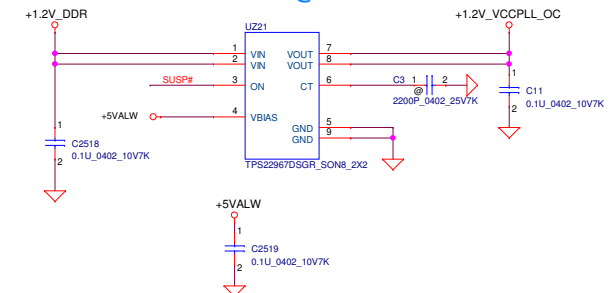 +1.2V_DDR
+1.2V_VCCPLL_OC
UZ21
1 VIN VOUT 7
2 VIN VOUT 8
SUSP# 3 ON CT 6 C3 1 2
@
2200P_0402_25V7K
1
C11
0.1U_0402_10V7K
2
+5VALW 4 VBIAS
GND 5
GND 9
1
C2518
0.1U_0402_10V7K
2
TPS22967DSGR_SON8_2X2
+5VALW
1
C2519
0.1U_0402_10V7K
2